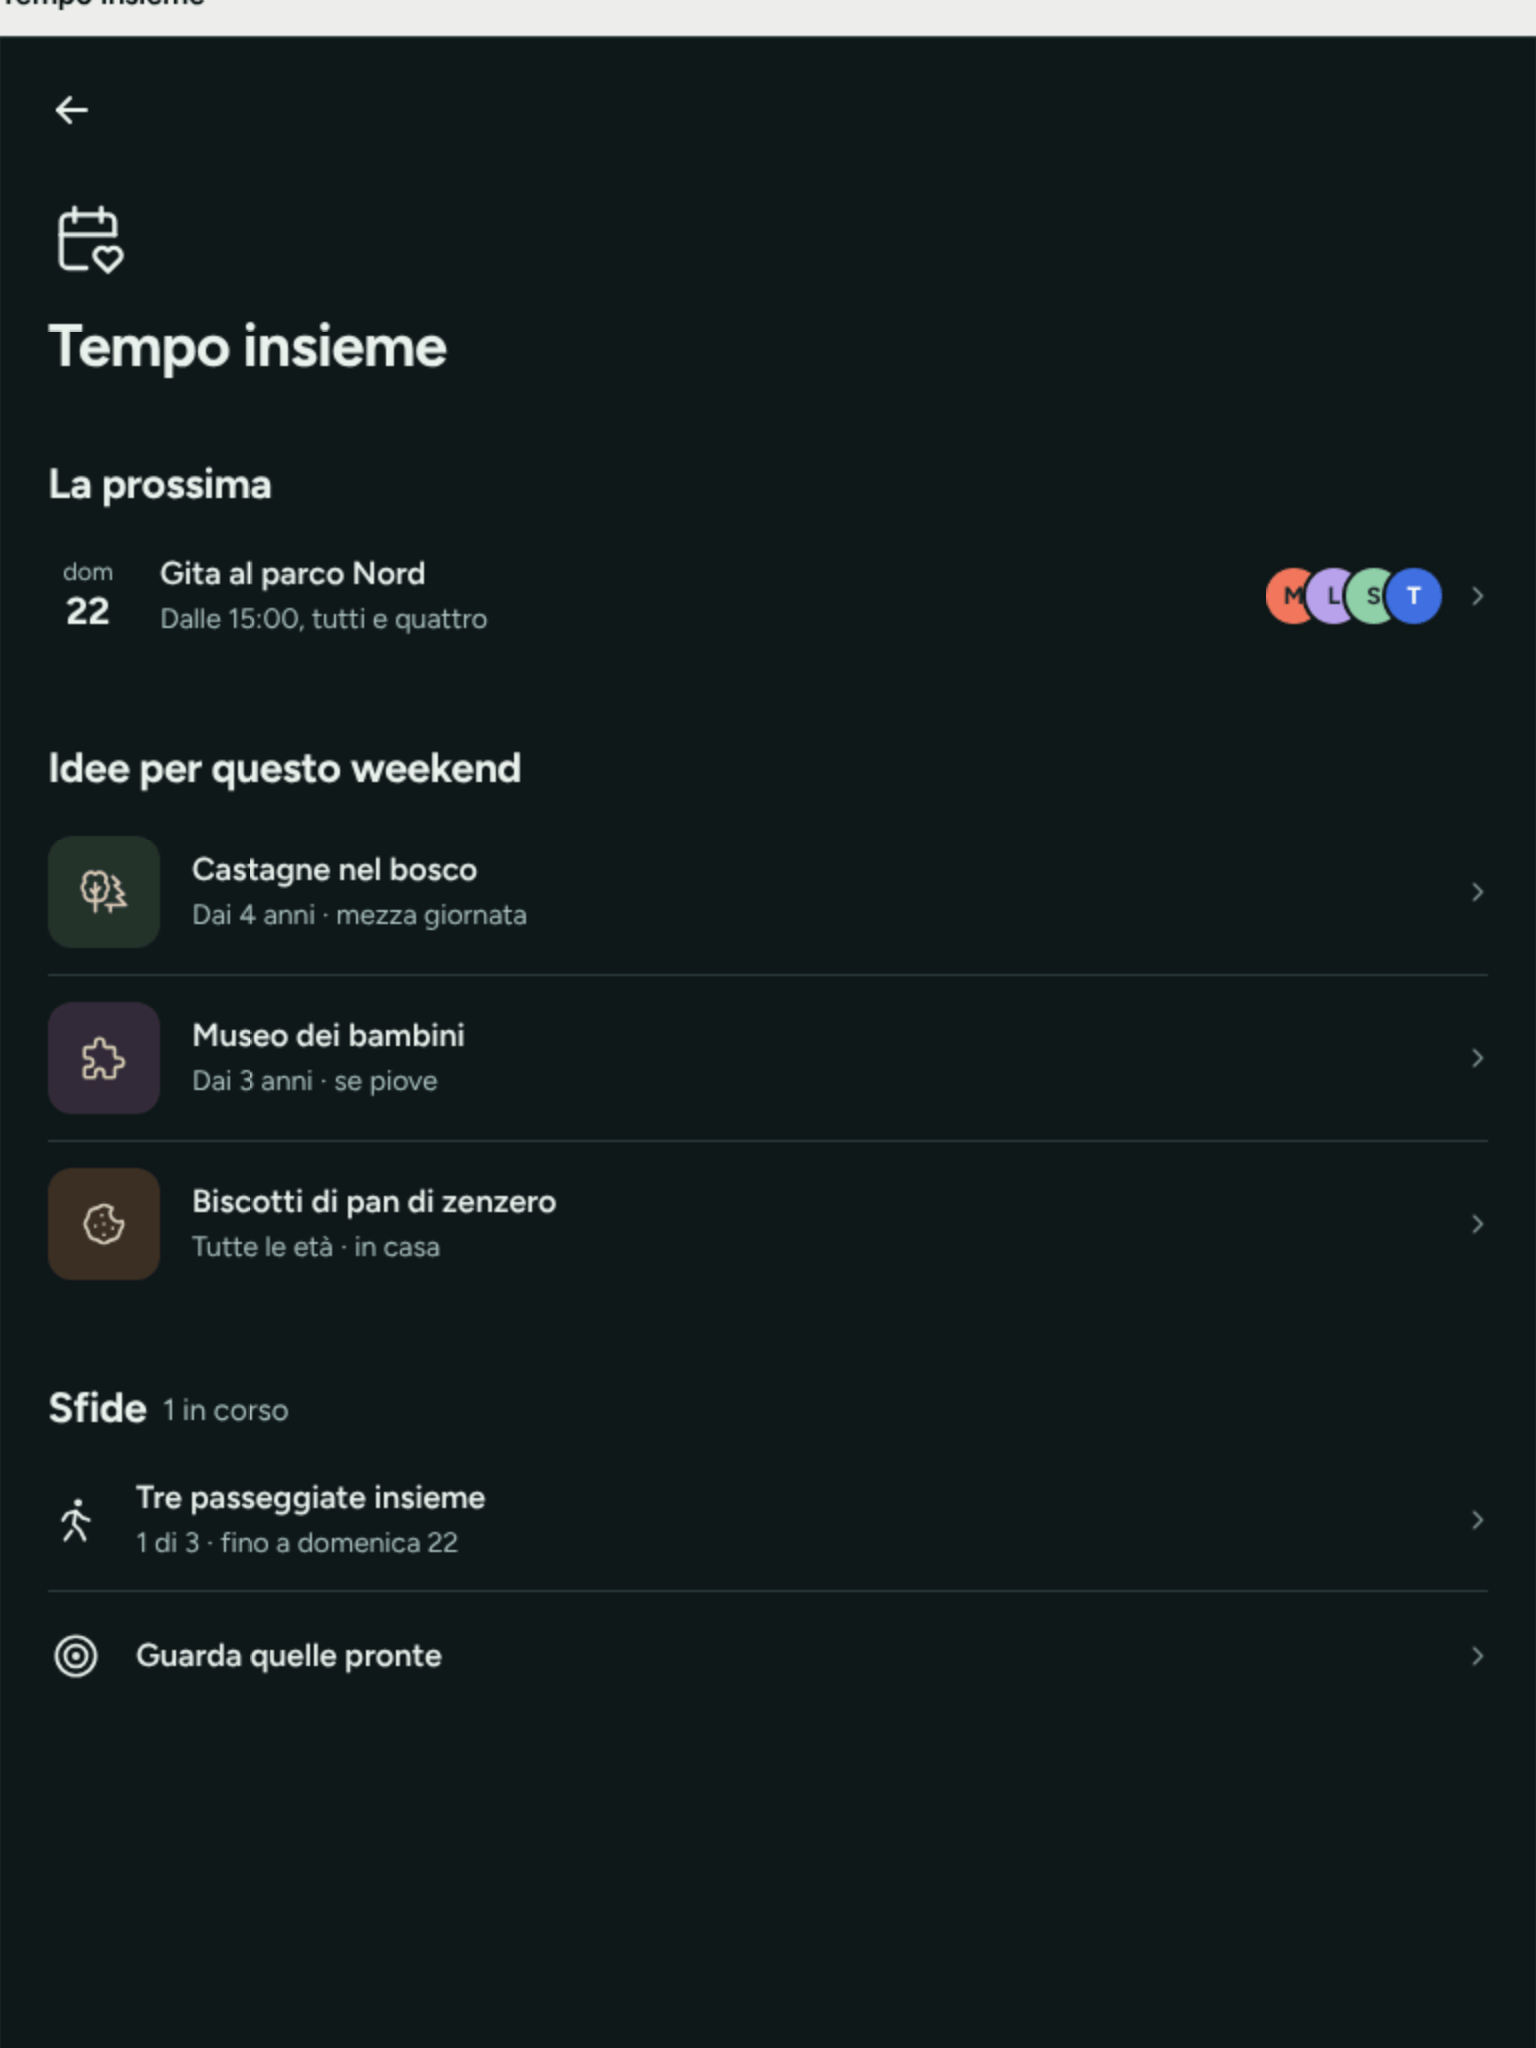 Tempo insieme
Tempo insieme
La prossima
dom
22
Gita al parco Nord
Dalle 15:00, tutti e quattro
M L S T
Idee per questo weekend
Castagne nel bosco
Dai 4 anni · mezza giornata
Museo dei bambini
Dai 3 anni · se piove
Biscotti di pan di zenzero
Tutte le età · in casa
Sfide 1 in corso
Tre passeggiate insieme
1 di 3 · fino a domenica 22
Guarda quelle pronte